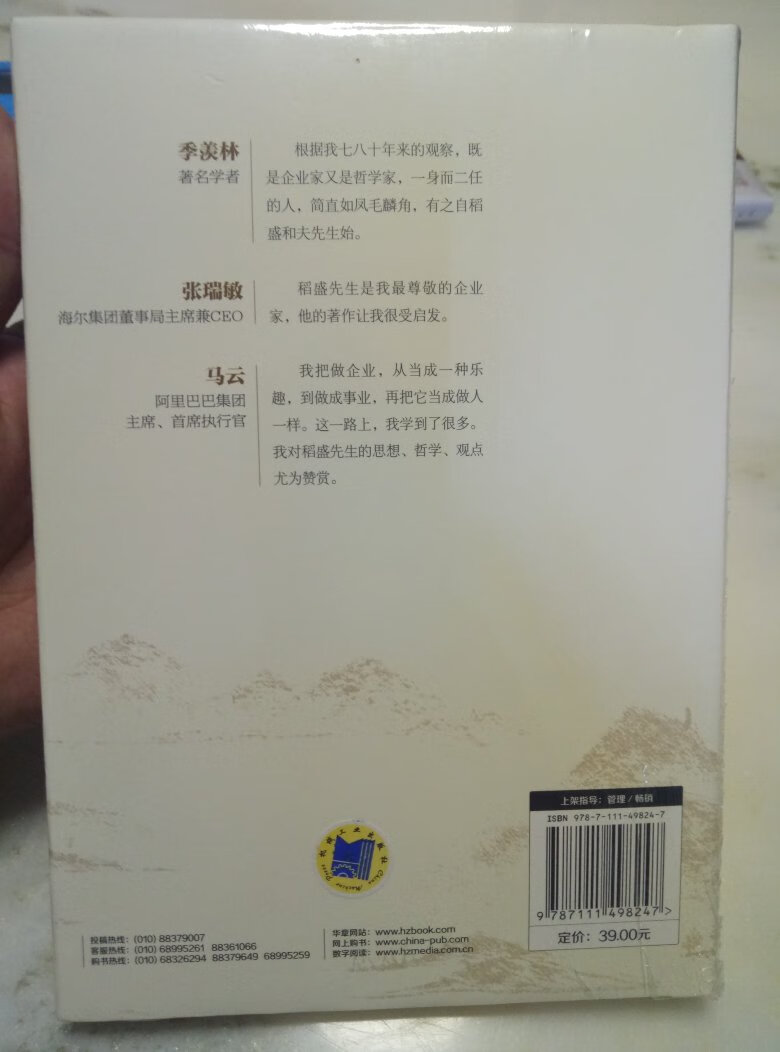 季羡林
著名学者
根据我七八十年来的观察，既
是企业家又是哲学家，一身而二任
的人，简直如凤毛麟角，有之自稻
盛和夫先生始。
张瑞敏
海尔集团董事局主席兼CEO
稻盛先生是我最尊敬的企业
家，他的著作让我很受启发。
马云
阿里巴巴集团
主席、首席执行官
我把做企业，从当成一种乐
趣，到做成事业，再把它当成做人
一样。这一路上，我学到了很多。
我对稻盛先生的思想、哲学、观点
尤为赞赏。
机械工业出版社
China Machine Press
投稿热线：(010) 88379007
客服热线：(010) 68995261 88361066
购书热线：(010) 68326294 88379649 68995259
华章网站：www.hzbook.com
网上购书：www.china-pub.com
数字阅读：www.hzmedia.com.cn
上架指导：管理／畅销
ISBN 978-7-111-49824-7
9 787111 498247 >
定价：39.00元